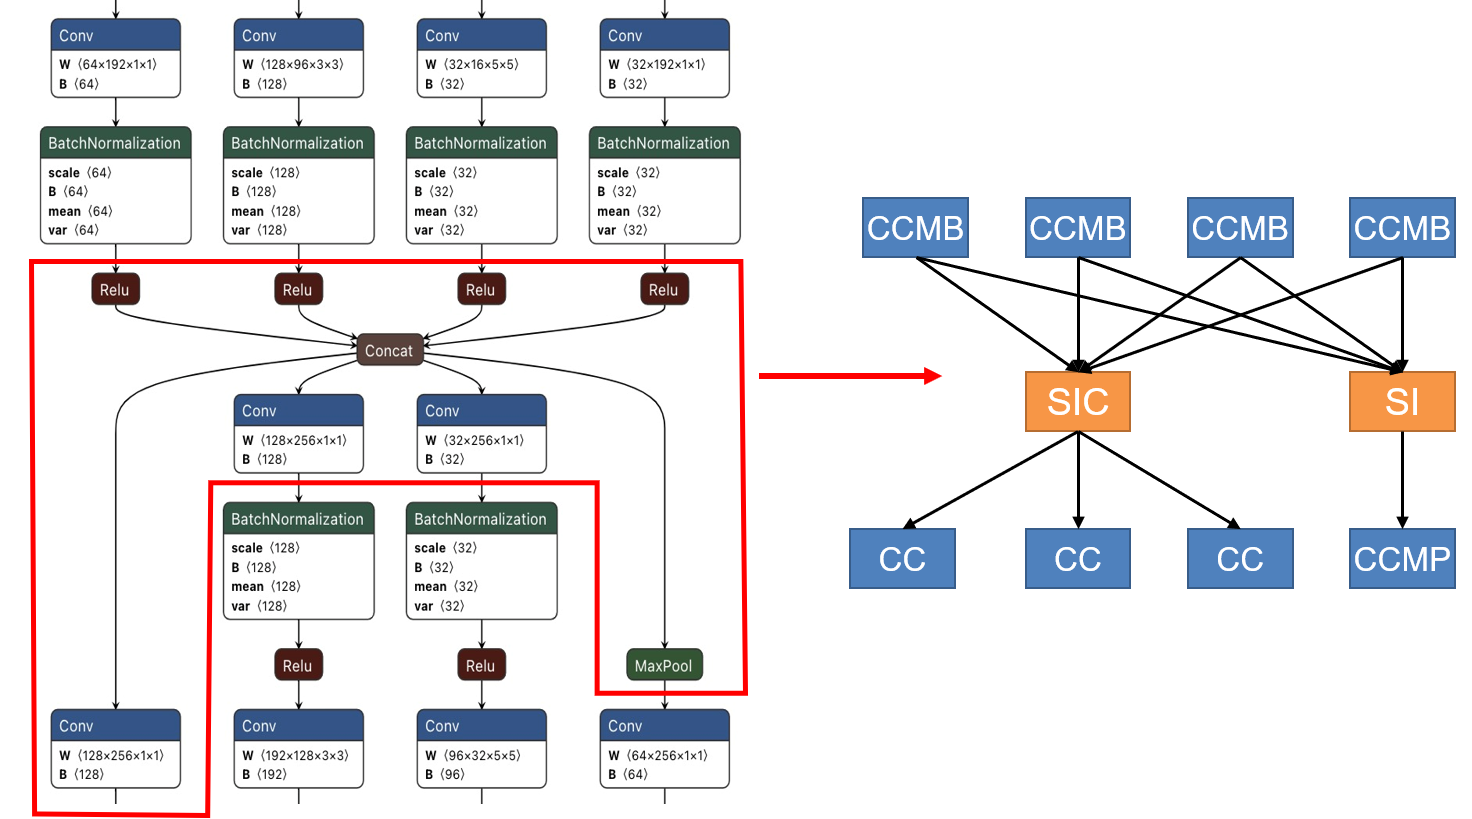 Conv
W ⟨64×192×1×1⟩
B ⟨64⟩
Conv
W ⟨128×96×3×3⟩
B ⟨128⟩
Conv
W ⟨32×16×5×5⟩
B ⟨32⟩
Conv
W ⟨32×192×1×1⟩
B ⟨32⟩
BatchNormalization
scale ⟨64⟩
B ⟨64⟩
mean ⟨64⟩
var ⟨64⟩
BatchNormalization
scale ⟨128⟩
B ⟨128⟩
mean ⟨128⟩
var ⟨128⟩
BatchNormalization
scale ⟨32⟩
B ⟨32⟩
mean ⟨32⟩
var ⟨32⟩
BatchNormalization
scale ⟨32⟩
B ⟨32⟩
mean ⟨32⟩
var ⟨32⟩
Relu
Relu
Relu
Relu
Concat
Conv
W ⟨128×256×1×1⟩
B ⟨128⟩
Conv
W ⟨32×256×1×1⟩
B ⟨32⟩
BatchNormalization
scale ⟨128⟩
B ⟨128⟩
mean ⟨128⟩
var ⟨128⟩
BatchNormalization
scale ⟨32⟩
B ⟨32⟩
mean ⟨32⟩
var ⟨32⟩
Relu
Relu
MaxPool
Conv
W ⟨128×256×1×1⟩
B ⟨128⟩
Conv
W ⟨192×128×3×3⟩
B ⟨192⟩
Conv
W ⟨96×32×5×5⟩
B ⟨96⟩
Conv
W ⟨64×256×1×1⟩
B ⟨64⟩
CCMB
CCMB
CCMB
CCMB
SIC
SI
CC
CC
CC
CCMP